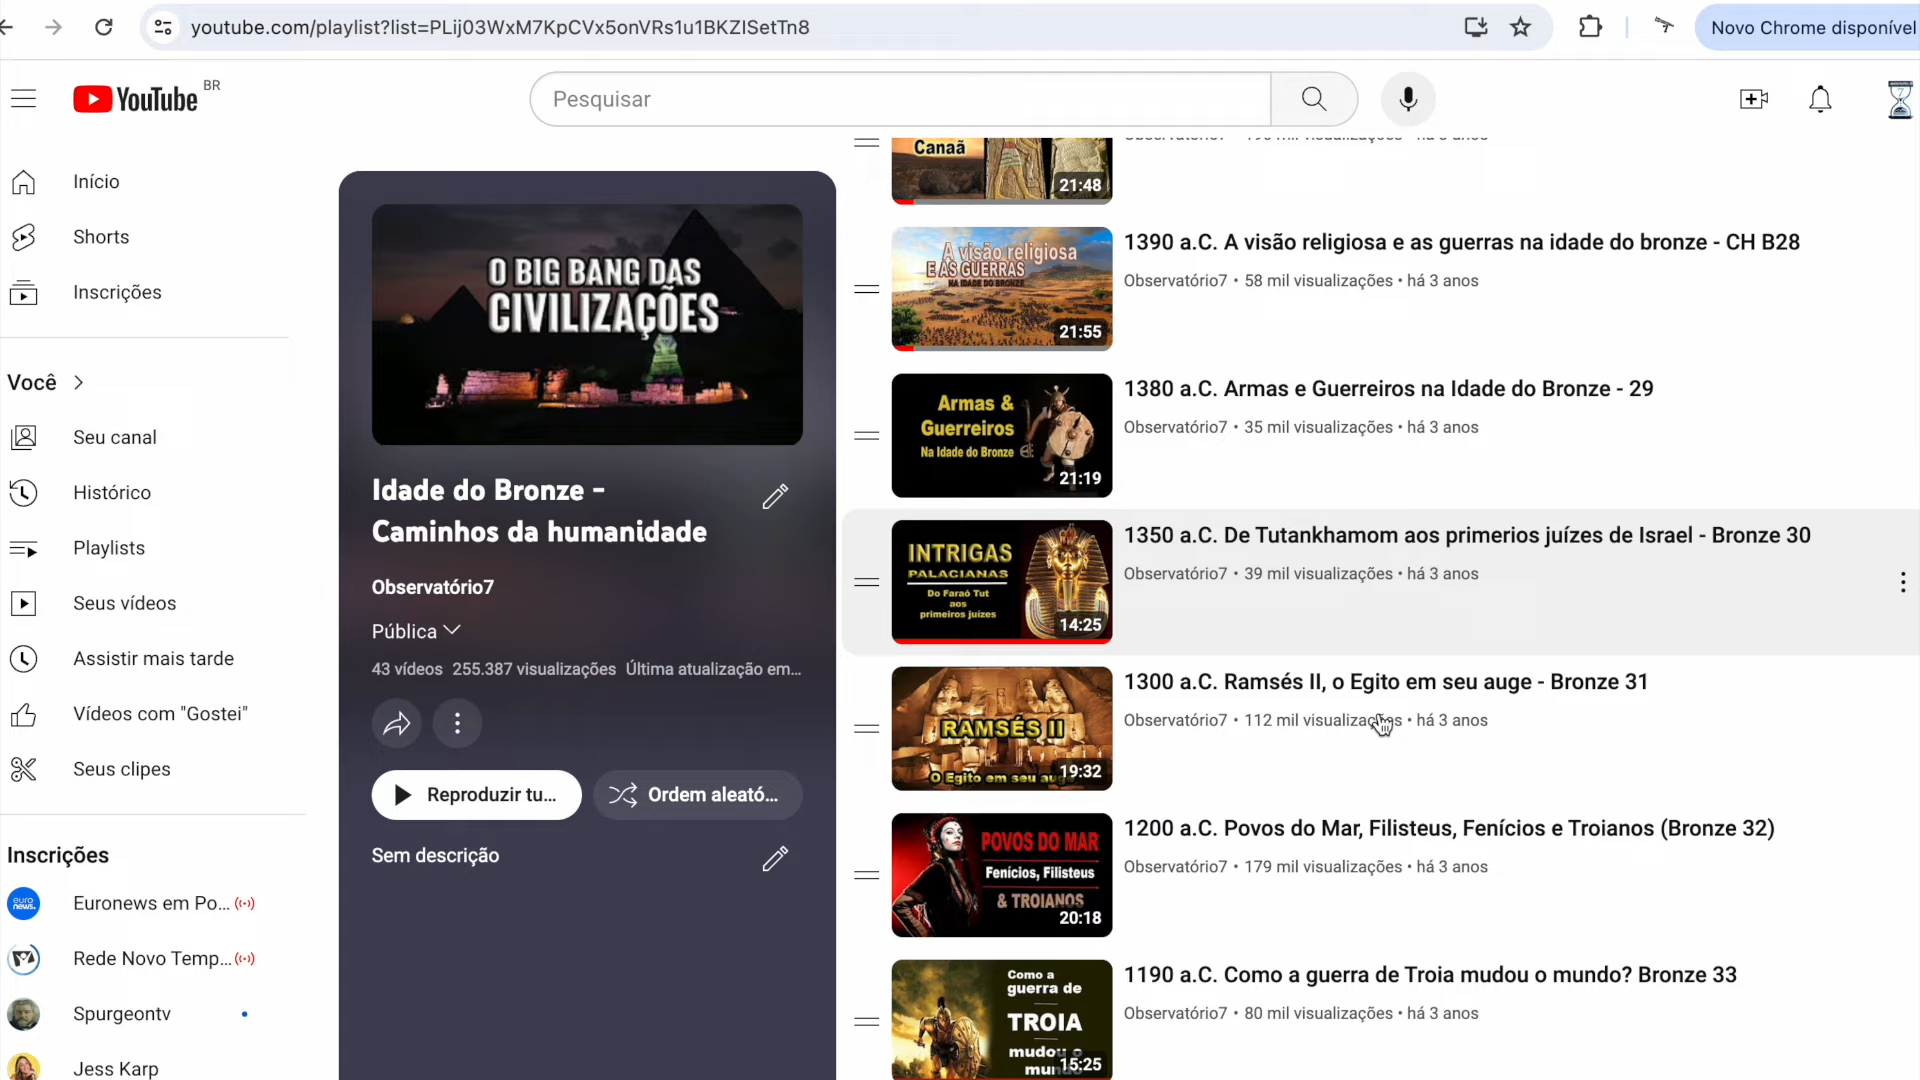 youtube.com/playlist?list=PLij03WxM7KpCVx5onVRs1u1BKZISetTn8
Novo Chrome disponível
YouTube BR
Pesquisar
Início
Shorts
Inscrições
Você
Seu canal
Histórico
Playlists
Seus vídeos
Assistir mais tarde
Vídeos com "Gostei"
Seus clipes
Inscrições
Euronews em Po...
Rede Novo Temp...
Spurgeontv
Jess Karp
O BIG BANG DAS
CIVILIZAÇÕES
Idade do Bronze -
Caminhos da humanidade
Observatório7
Pública
43 vídeos 255.387 visualizações Última atualização em...
Reproduzir tu...
Ordem aleató...
Sem descrição
Canaã
21:48
A visão religiosa
E AS GUERRAS
NA IDADE DO BRONZE
21:55
1390 a.C. A visão religiosa e as guerras na idade do bronze - CH B28
Observatório7 • 58 mil visualizações • há 3 anos
Armas &
Guerreiros
Na Idade do Bronze
21:19
1380 a.C. Armas e Guerreiros na Idade do Bronze - 29
Observatório7 • 35 mil visualizações • há 3 anos
INTRIGAS
PALACIANAS
Do Faraó Tut
aos
primeiros juízes
14:25
1350 a.C. De Tutankhamom aos primerios juízes de Israel - Bronze 30
Observatório7 • 39 mil visualizações • há 3 anos
RAMSÉS II
O Egito em seu auge
19:32
1300 a.C. Ramsés II, o Egito em seu auge - Bronze 31
Observatório7 • 112 mil visualizações • há 3 anos
POVOS DO MAR
Fenícios, Filisteus
& TROIANOS
20:18
1200 a.C. Povos do Mar, Filisteus, Fenícios e Troianos (Bronze 32)
Observatório7 • 179 mil visualizações • há 3 anos
Como a
guerra de
TROIA
mudou o
mundo
15:25
1190 a.C. Como a guerra de Troia mudou o mundo? Bronze 33
Observatório7 • 80 mil visualizações • há 3 anos